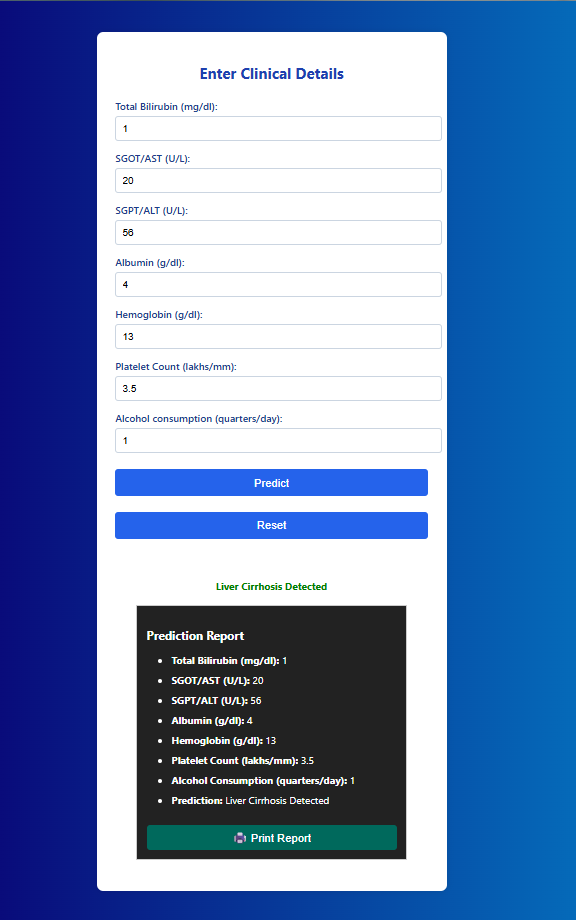 Enter Clinical Details
Total Bilirubin (mg/dl):
1
SGOT/AST (U/L):
20
SGPT/ALT (U/L):
56
Albumin (g/dl):
4
Hemoglobin (g/dl):
13
Platelet Count (lakhs/mm):
3.5
Alcohol consumption (quarters/day):
1
Predict
Reset
Liver Cirrhosis Detected
Prediction Report
• Total Bilirubin (mg/dl): 1
• SGOT/AST (U/L): 20
• SGPT/ALT (U/L): 56
• Albumin (g/dl): 4
• Hemoglobin (g/dl): 13
• Platelet Count (lakhs/mm): 3.5
• Alcohol Consumption (quarters/day): 1
• Prediction: Liver Cirrhosis Detected
🖨️ Print Report